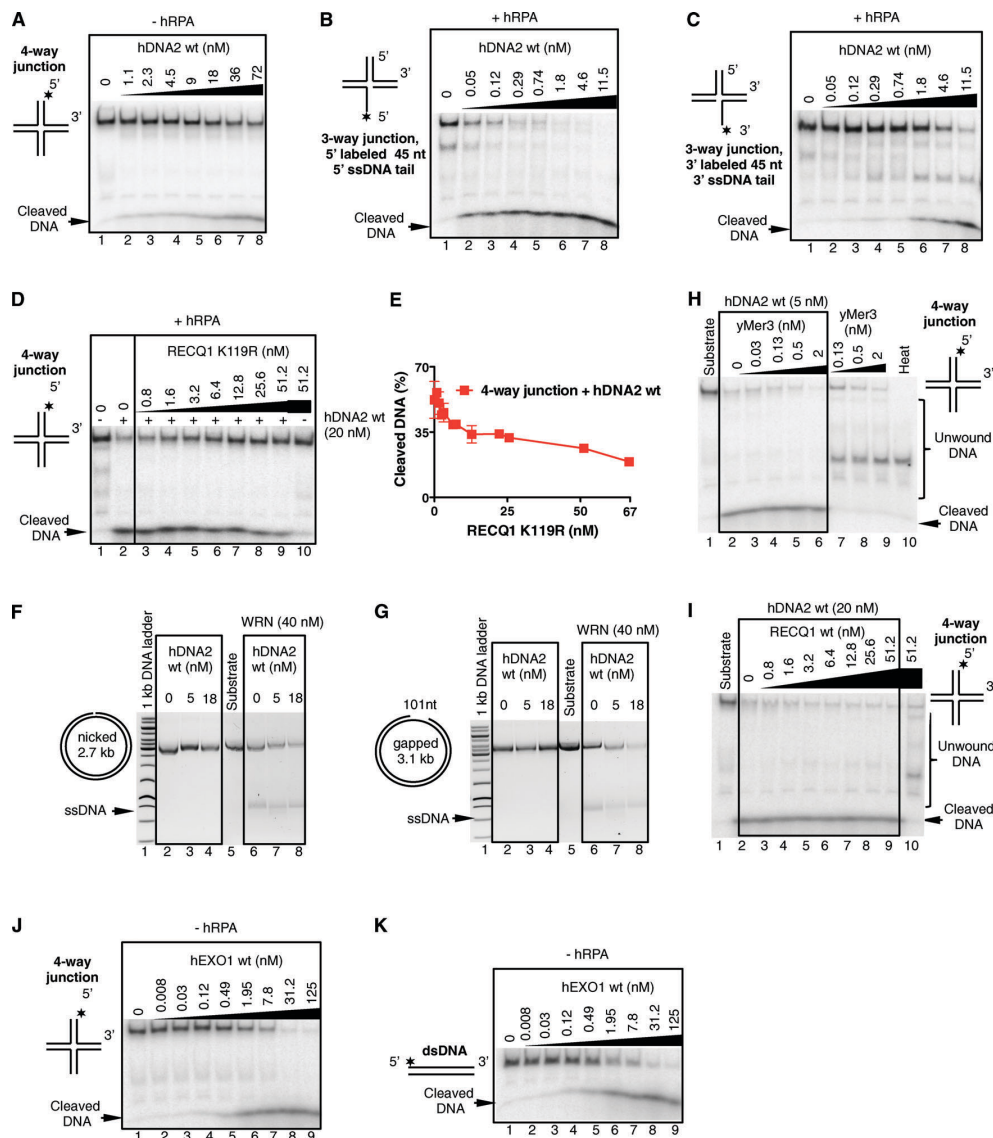 A
- hRPA
hDNA2 wt (nM)
4-way
junction
5'
3'
0 1.1 2.3 4.5 9 18 36 72
Cleaved
DNA
1 2 3 4 5 6 7 8
B
+ hRPA
hDNA2 wt (nM)
5'
3'
5'
0 0.05 0.12 0.29 0.74 1.8 4.6 11.5
3-way junction,
5' labeled 45 nt
5' ssDNA tail
Cleaved
DNA
1 2 3 4 5 6 7 8
C
+ hRPA
hDNA2 wt (nM)
5'
3'
3'
0 0.05 0.12 0.29 0.74 1.8 4.6 11.5
3-way junction,
3' labeled 45 nt
3' ssDNA tail
Cleaved
DNA
1 2 3 4 5 6 7 8
D
+ hRPA
RECQ1 K119R (nM)
4-way
junction
5'
3'
0 0 0.8 1.6 3.2 6.4 12.8 25.6 51.2 51.2
- + + + + + + + + -
hDNA2 wt
(20 nM)
Cleaved
DNA
1 2 3 4 5 6 7 8 9 10
E
Cleaved DNA (%)
70
35
0
4-way junction + hDNA2 wt
0 25 50 67
RECQ1 K119R (nM)
H
hDNA2 wt (5 nM)
Substrate
yMer3 (nM)
0 0.03 0.13 0.5 2
yMer3
(nM)
0.13 0.5 2
Heat
4-way
junction
5'
3'
Unwound
DNA
Cleaved
DNA
1 2 3 4 5 6 7 8 9 10
F
1 kb DNA ladder
hDNA2
wt (nM)
0 5 18
Substrate
WRN (40 nM)
hDNA2
wt (nM)
0 5 18
nicked
2.7 kb
ssDNA
1 2 3 4 5 6 7 8
G
1 kb DNA ladder
hDNA2
wt (nM)
0 5 18
Substrate
WRN (40 nM)
hDNA2
wt (nM)
0 5 18
101nt
gapped
3.1 kb
ssDNA
1 2 3 4 5 6 7 8
I
hDNA2 wt (20 nM)
RECQ1 wt (nM)
Substrate
0 0.8 1.6 3.2 6.4 12.8 25.6 51.2 51.2
4-way
junction
5'
3'
Unwound
DNA
Cleaved
DNA
1 2 3 4 5 6 7 8 9 10
J
- hRPA
hEXO1 wt (nM)
4-way
junction
5'
3'
0 0.008 0.03 0.12 0.49 1.95 7.8 31.2 125
Cleaved
DNA
1 2 3 4 5 6 7 8 9
K
- hRPA
hEXO1 wt (nM)
0 0.008 0.03 0.12 0.49 1.95 7.8 31.2 125
5' dsDNA 3'
Cleaved
DNA
1 2 3 4 5 6 7 8 9